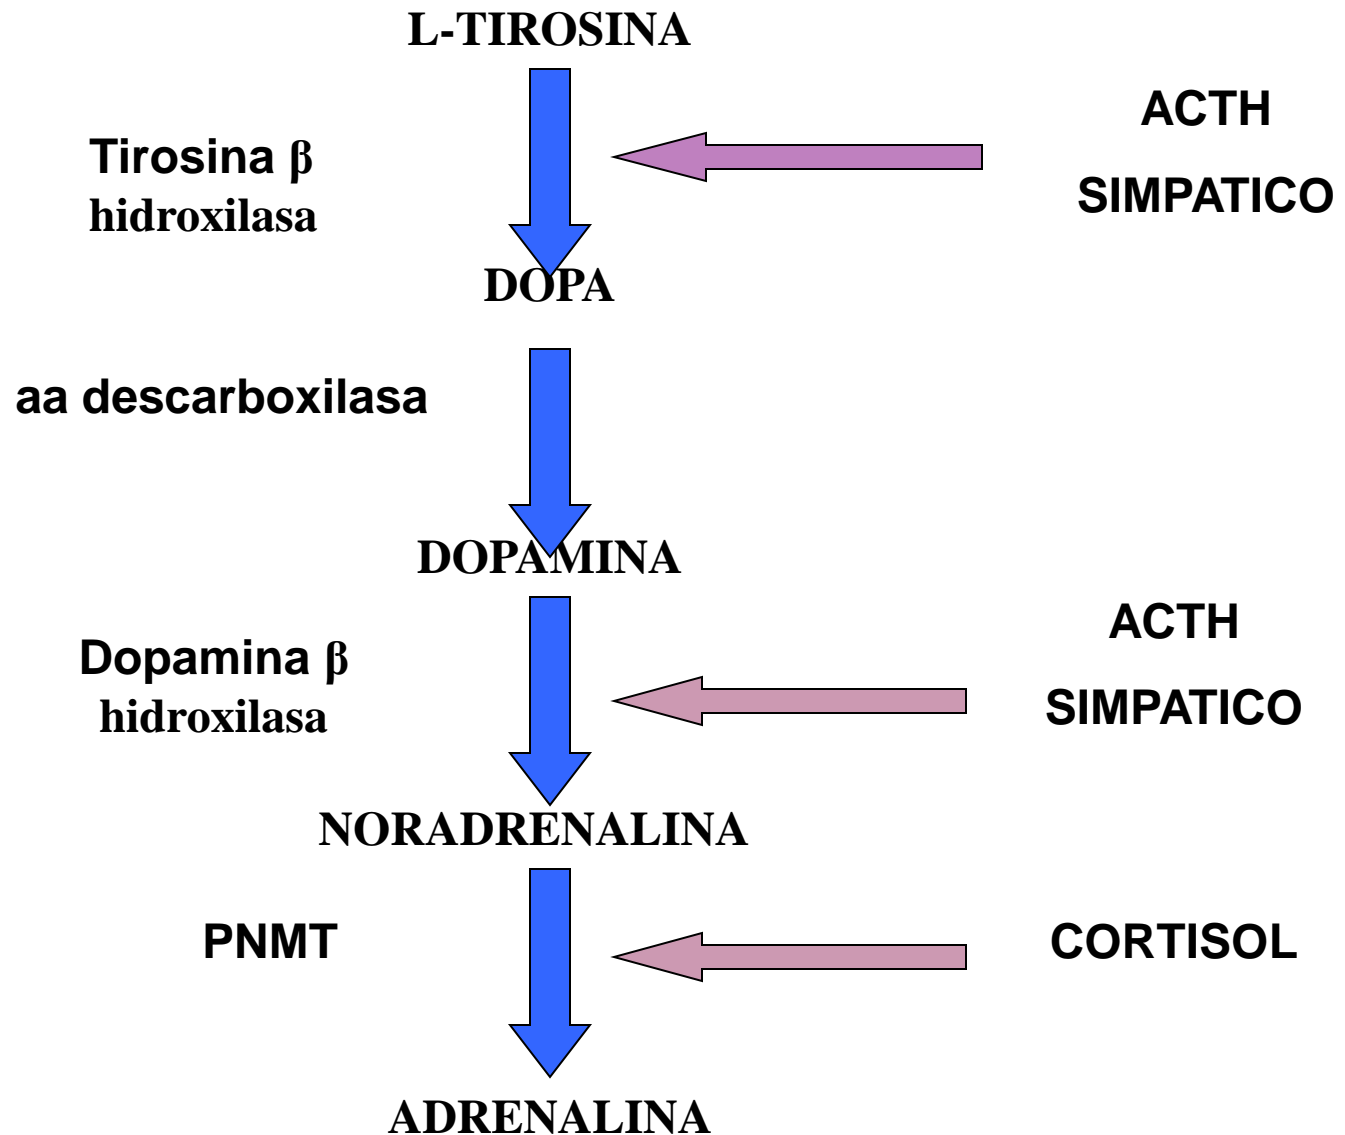 L-TIROSINA
ACTH
Tirosina β
SIMPATICO
hidroxilasa
DOPA
aa descarboxilasa
DOPAMINA
ACTH
Dopamina β
SIMPATICO
hidroxilasa
NORADRENALINA
PNMT
CORTISOL
ADRENALINA